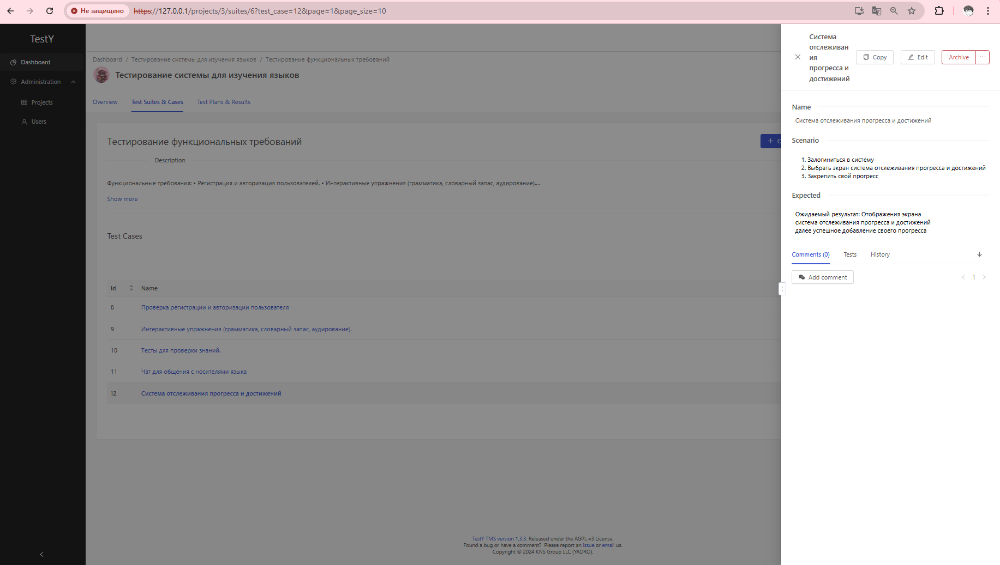 Не защищено https://127.0.0.1/projects/3/suites/6?test_case=12&page=1&page_size=10
TestY
Dashboard
Administration
Projects
Users
Dashboard / Тестирование системы для изучения языков / Тестирование функциональных требований
Тестирование системы для изучения языков
Overview Test Suites & Cases Test Plans & Results
Тестирование функциональных требований
+ C
Description
Функциональные требования: • Регистрация и авторизация пользователей. • Интерактивные упражнения (грамматика, словарный запас, аудирование)....
Show more
Test Cases
Id Name
8 Проверка регистрации и авторизации пользователя
9 Интерактивные упражнения (грамматика, словарный запас, аудирование).
10 Тесты для проверки знаний.
11 Чат для общения с носителями языка
12 Система отслеживания прогресса и достижений
TestY TMS version 1.3.3. Released under the AGPL-v3 License.
Found a bug or have a comment? Please report an issue or email us.
Copyright © 2024 KNS Group LLC (YADRO).
Система
отслеживан
ия
прогресса и
достижений
Copy Edit Archive ...
Name
Система отслеживания прогресса и достижений
Scenario
1. Залогиниться в систему
2. Выбрать экран система отслеживания прогресса и достижений
3. Закрепить свой прогресс
Expected
Ожидаемый результат: Отображения экрана
система отслеживания прогресса и достижений
далее успешное добавление своего прогресса
Comments (0) Tests History
Add comment
1